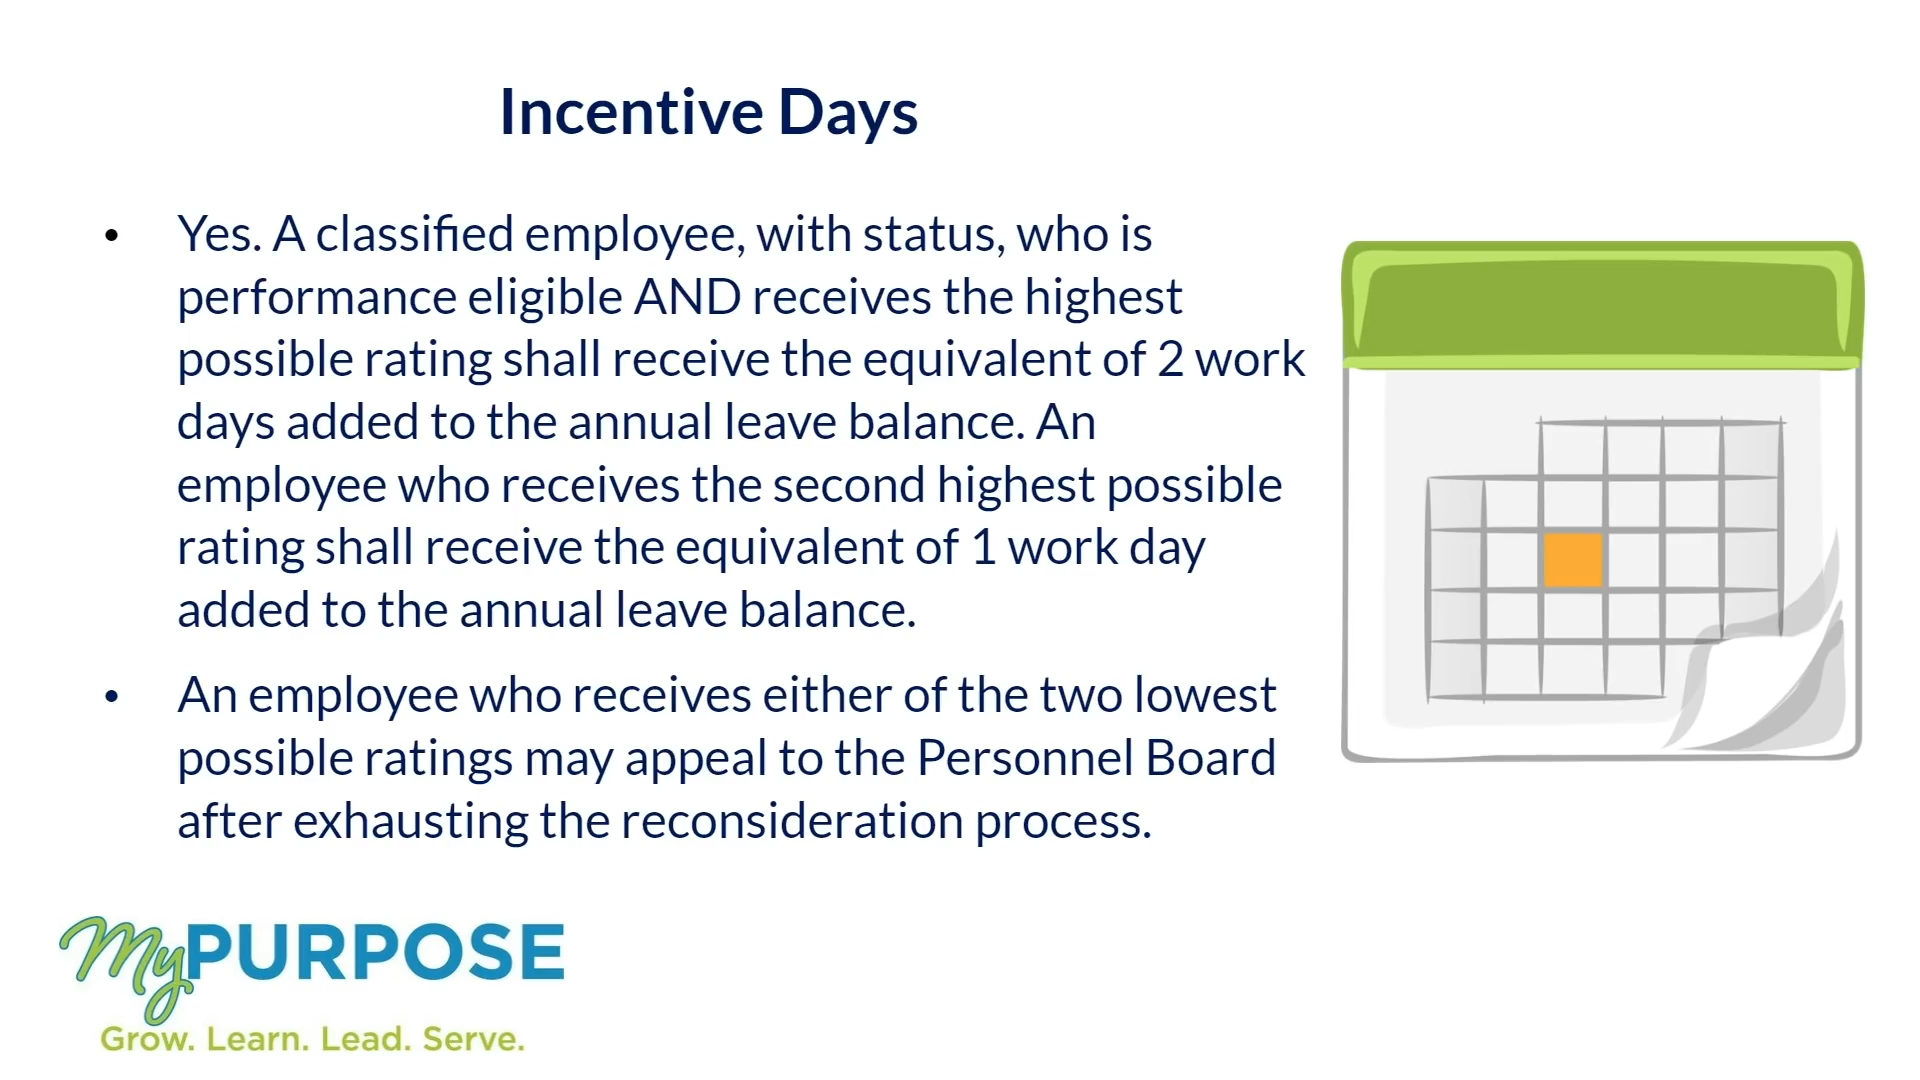 Incentive Days
• Yes. A classified employee, with status, who is
performance eligible AND receives the highest
possible rating shall receive the equivalent of 2 work
days added to the annual leave balance. An
employee who receives the second highest possible
rating shall receive the equivalent of 1 work day
added to the annual leave balance.
• An employee who receives either of the two lowest
possible ratings may appeal to the Personnel Board
after exhausting the reconsideration process.
MyPURPOSE
Grow. Learn. Lead. Serve.